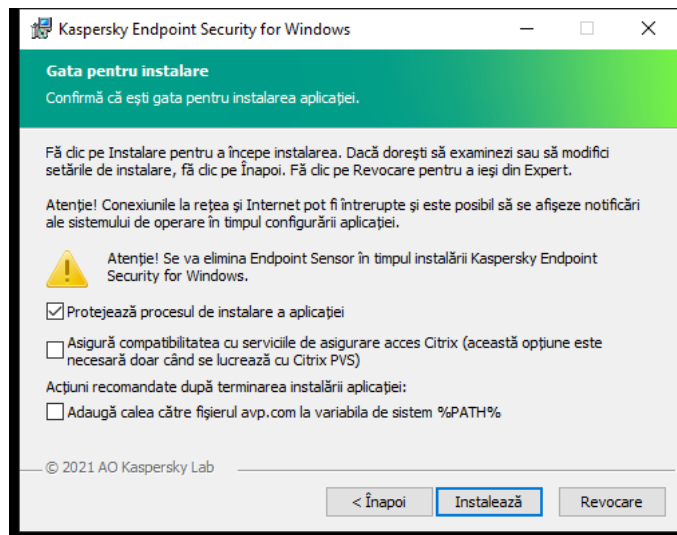 Kaspersky Endpoint Security for Windows
Gata pentru instalare
Confirmă că ești gata pentru instalarea aplicației.
Fă clic pe Instalare pentru a începe instalarea. Dacă dorești să examinezi sau să modifici
setările de instalare, fă clic pe Înapoi. Fă clic pe Revocare pentru a ieși din Expert.
Atenție! Conexiunile la rețea și Internet pot fi întrerupte și este posibil să se afișeze notificări
ale sistemului de operare în timpul configurării aplicației.
Atenție! Se va elimina Endpoint Sensor în timpul instalării Kaspersky Endpoint
Security for Windows.
Protejează procesul de instalare a aplicației
Asigură compatibilitatea cu serviciile de asigurare acces Citrix (această opțiune este
necesară doar când se lucrează cu Citrix PVS)
Acțiuni recomandate după terminarea instalării aplicației:
Adaugă calea către fișierul avp.com la variabila de sistem %PATH%
© 2021 AO Kaspersky Lab
< Înapoi Instalează Revocare